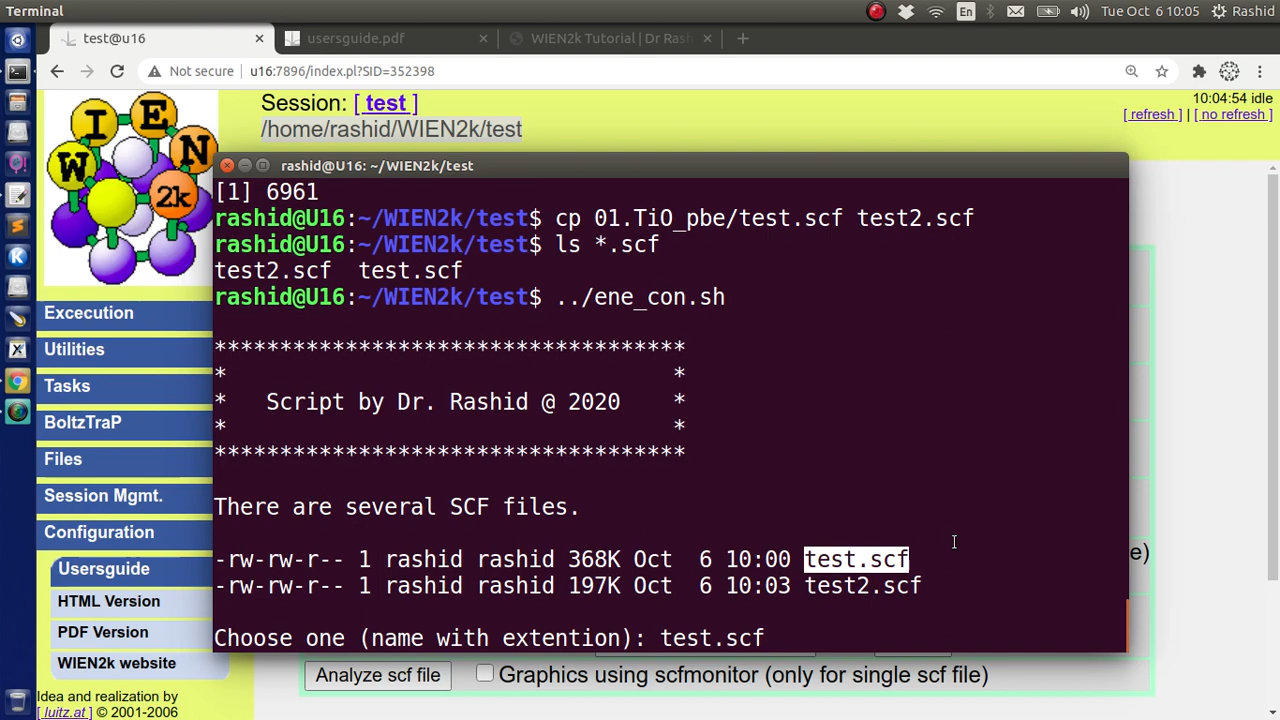 Terminal
En
Tue Oct 6 10:05
Rashid
test@u16
usersguide.pdf
WIEN2k Tutorial | Dr Rash
Not secure
u16:7896/index.pl?SID=352398
W I E N 2k
Session: [ test ]
/home/rashid/WIEN2k/test
10:04:54 idle
[ refresh ] | [ no refresh ]
rashid@U16: ~/WIEN2k/test
[1] 6961
rashid@U16:~/WIEN2k/test$ cp 01.TiO_pbe/test.scf test2.scf
rashid@U16:~/WIEN2k/test$ ls *.scf
test2.scf  test.scf
rashid@U16:~/WIEN2k/test$ ../ene_con.sh
************************************
*                                  *
*   Script by Dr. Rashid @ 2020    *
*                                  *
************************************
There are several SCF files.
-rw-rw-r-- 1 rashid rashid 368K Oct  6 10:00 test.scf
-rw-rw-r-- 1 rashid rashid 197K Oct  6 10:03 test2.scf
Choose one (name with extention): test.scf
Excecution
Utilities
Tasks
BoltzTraP
Files
Session Mgmt.
Configuration
Usersguide
HTML Version
PDF Version
WIEN2k website
Idea and realization by
[ luitz.at ] © 2001-2006
e)
Analyze scf file
Graphics using scfmonitor (only for single scf file)